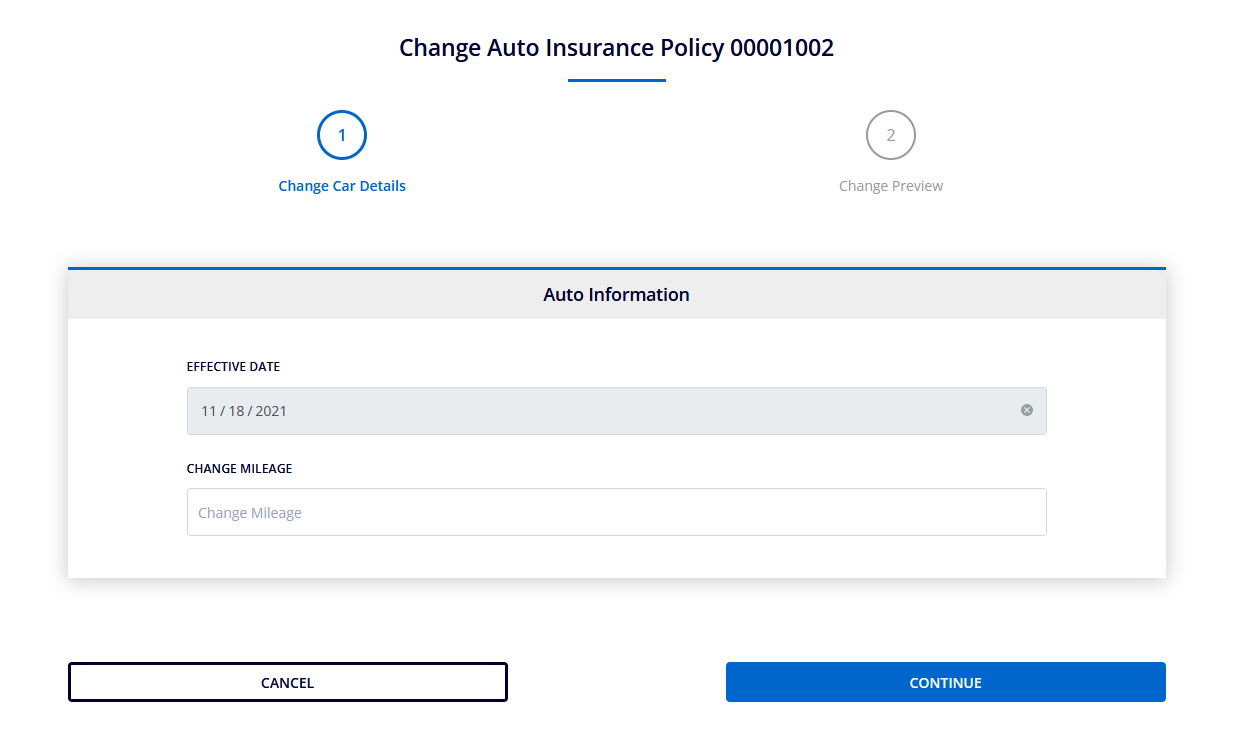 Change Auto Insurance Policy 00001002
1
2
Change Car Details
Change Preview
Auto Information
EFFECTIVE DATE
11 / 18 / 2021
CHANGE MILEAGE
Change Mileage
CANCEL
CONTINUE